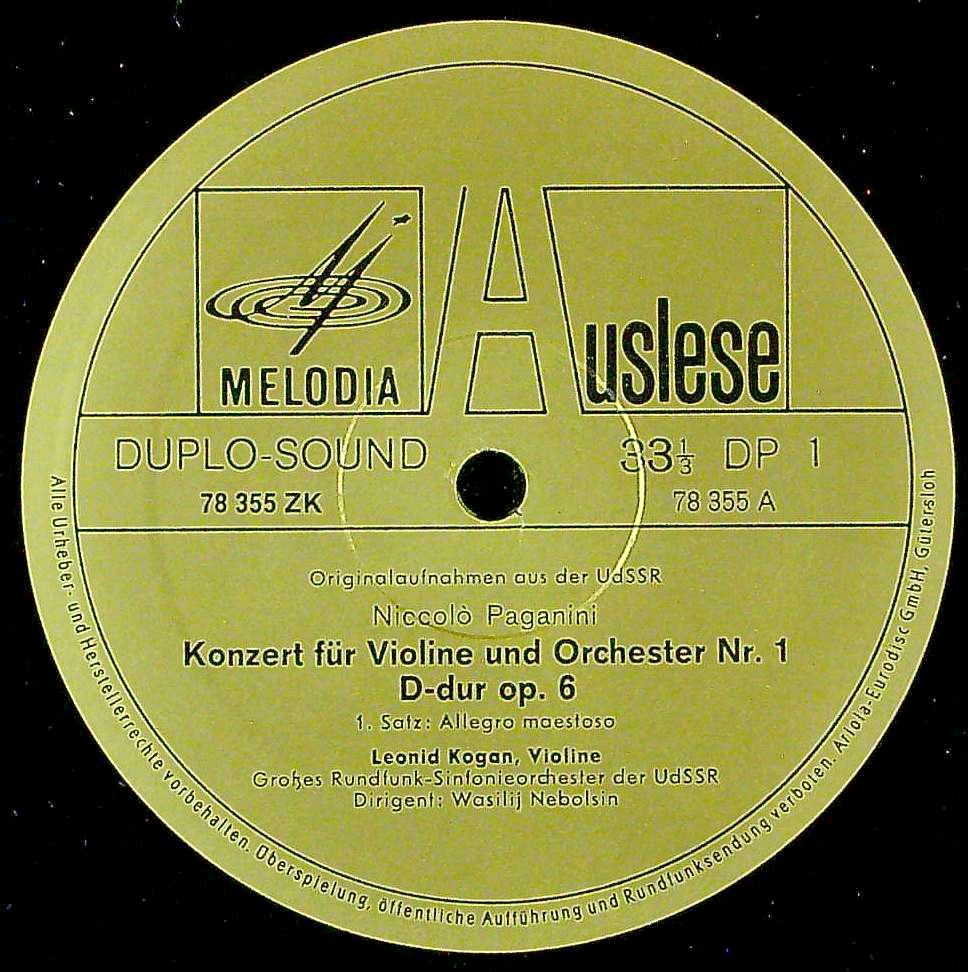 MELODIA
Auslese
DUPLO-SOUND
33⅓ DP 1
78 355 ZK
78 355 A
Originalaufnahmen aus der UdSSR
Niccolò Paganini
Konzert für Violine und Orchester Nr. 1
D-dur op. 6
1. Satz: Allegro maestoso
Leonid Kogan, Violine
Großes Rundfunk-Sinfonieorchester der UdSSR
Dirigent: Wasilij Nebolsin
Alle Urheber- und Herstellerrechte vorbehalten. Überspielung, öffentliche Aufführung und Rundfunksendung verboten. Ariola-Eurodisc GmbH, Gütersloh